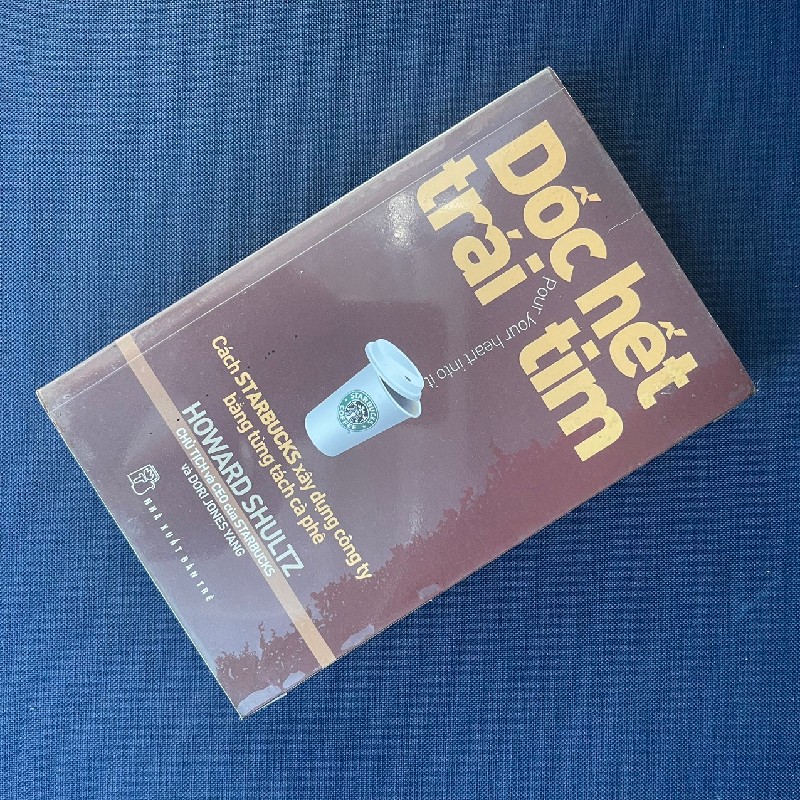 Dốc hết
trái tim
Pour your heart into it
Cách STARBUCKS xây dựng công ty
bằng từng tách cà phê
HOWARD SHULTZ
CHỦ TỊCH và CEO của STARBUCKS
và DORI JONES YANG
NHÀ XUẤT BẢN TRẺ